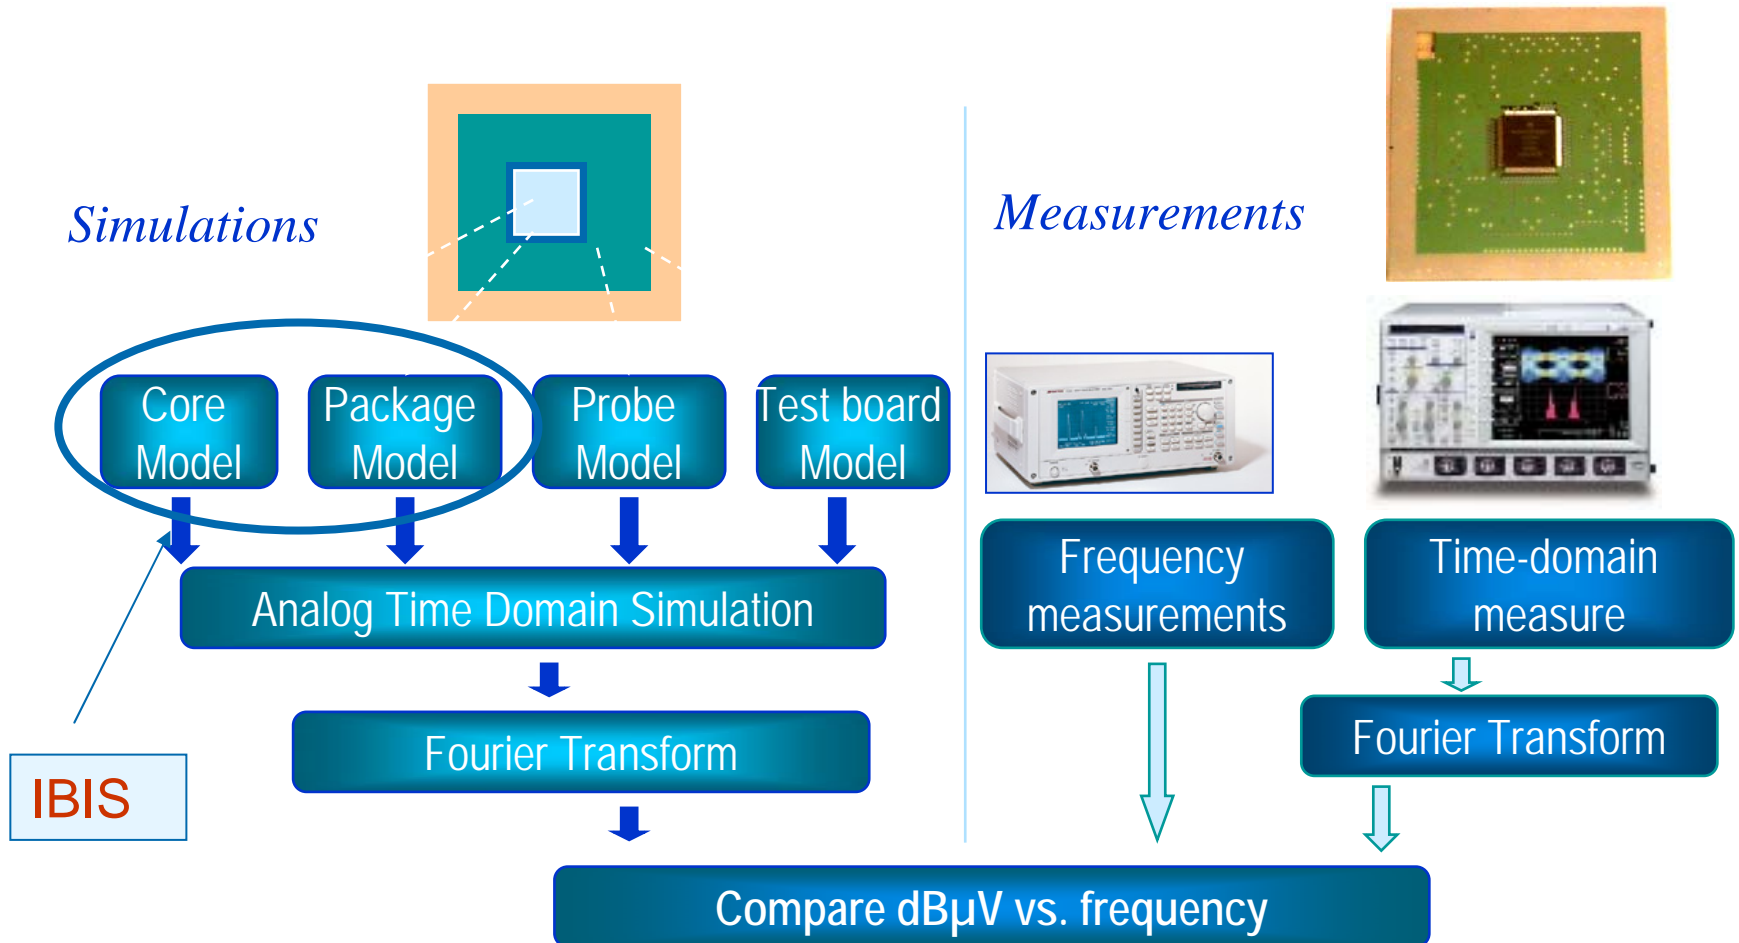 Simulations
Measurements
Core
Model
Package
Model
Probe
Model
Test board
Model
Frequency
measurements
Time-domain
measure
Analog Time Domain Simulation
Fourier Transform
Fourier Transform
IBIS
Compare dBµV vs. frequency